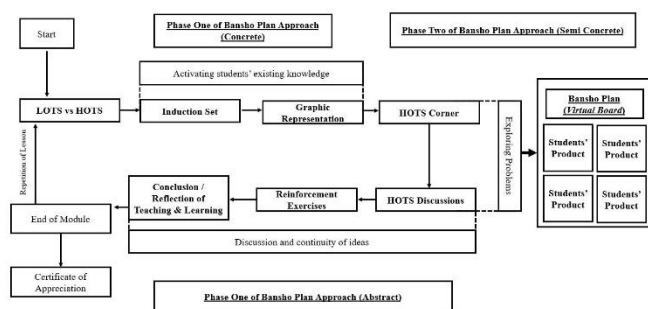 Start
Phase One of Bansho Plan Approach
(Concrete)
Phase Two of Bansho Plan Approach (Semi Concrete)
Activating students' existing knowledge
LOTS vs HOTS
Induction Set
Graphic
Representation
HOTS Corner
Exploring Problems
Bansho Plan
(Virtual Board)
Students'
Product
Students'
Product
Students'
Product
Students'
Product
Repetition of Lesson
Conclusion /
Reflection of
Teaching & Learning
Reinforcement
Exercises
HOTS Discussions
End of Module
Discussion and continuity of ideas
Certificate of
Appreciation
Phase One of Bansho Plan Approach (Abstract)